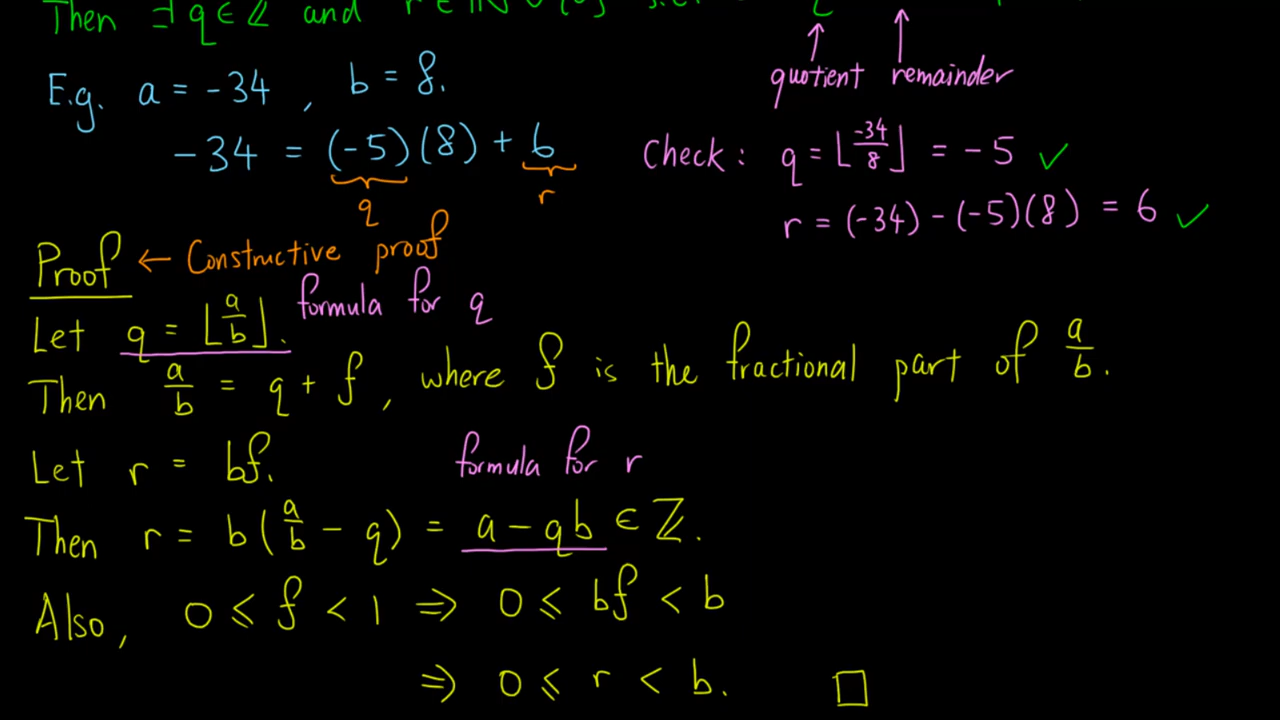 Then ∃ q ∈ ℤ and r ∈ ℕ ∪ {0} s.t.
quotient remainder
E.g. a = -34 , b = 8.
-34 = (-5)(8) + 6
q r
Check : q = ⌊-34/8⌋ = -5 ✓
r = (-34) - (-5)(8) = 6 ✓
Proof ← Constructive proof
Let q = ⌊a/b⌋. formula for q
Then a/b = q + f , where f is the fractional part of a/b.
Let r = bf. formula for r
Then r = b(a/b - q) = a - qb ∈ ℤ.
Also, 0 ⩽ f < 1 ⇒ 0 ⩽ bf < b
⇒ 0 ⩽ r < b. □